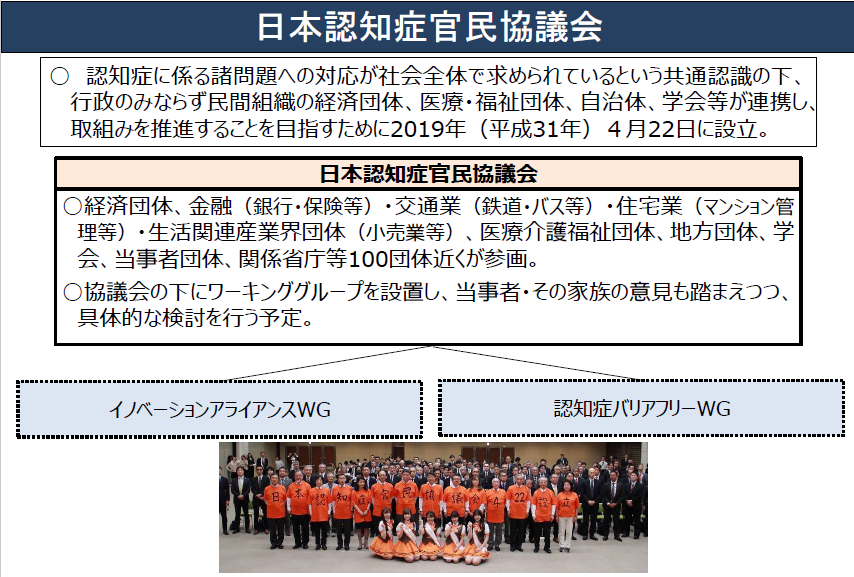 日本認知症官民協議会
○ 認知症に係る諸問題への対応が社会全体で求められているという共通認識の下、
行政のみならず民間組織の経済団体、医療・福祉団体、自治体、学会等が連携し、
取組みを推進することを目指すために2019年（平成31年）４月22日に設立。
日本認知症官民協議会
○経済団体、金融（銀行・保険等）・交通業（鉄道・バス等）・住宅業（マンション管
理等）・生活関連産業界団体（小売業等）、医療介護福祉団体、地方団体、学
会、当事者団体、関係省庁等100団体近くが参画。
○協議会の下にワーキンググループを設置し、当事者・その家族の意見も踏まえつつ、
具体的な検討を行う予定。
イノベーションアライアンスWG
認知症バリアフリーWG
日本認知症官民協議会4 22設立